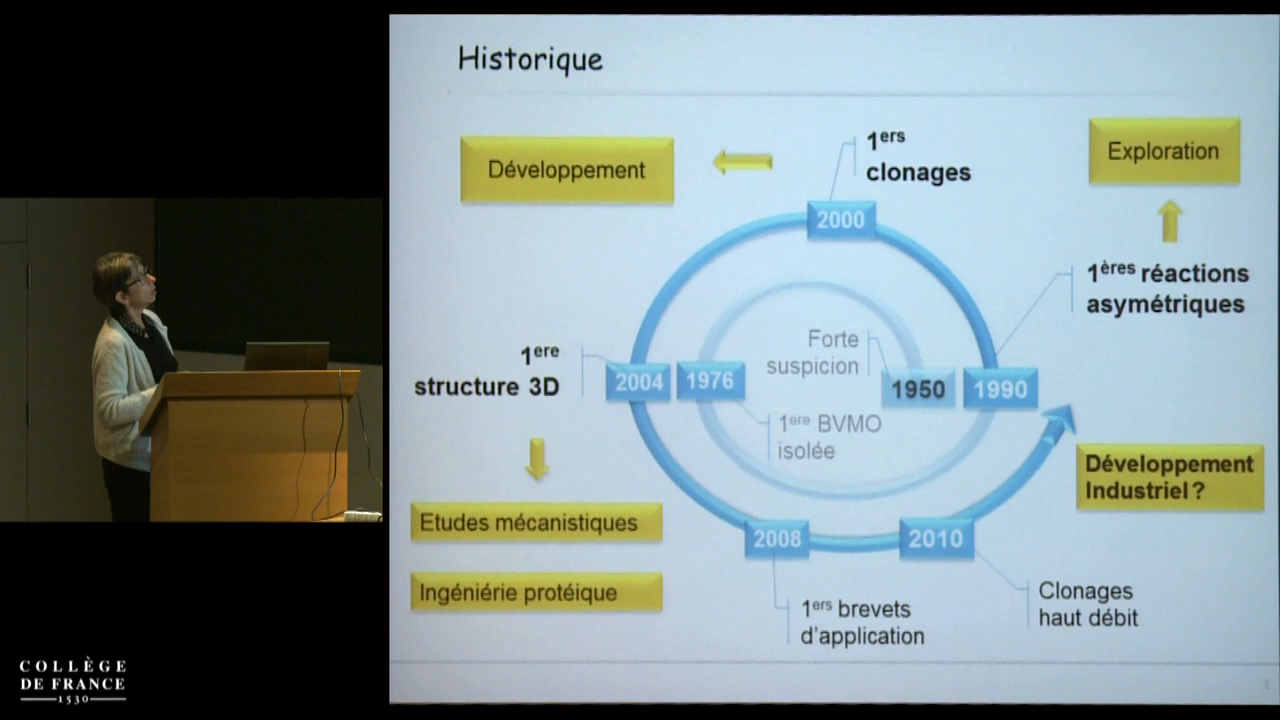 Historique
Développement
1ers
clonages
Exploration
2000
1ères réactions
asymétriques
Forte
suspicion
1ere
structure 3D
2004
1976
1950
1990
1ere BVMO
isolée
Développement
Industriel ?
Etudes mécanistiques
2008
2010
Ingéniérie protéique
1ers brevets
d'application
Clonages
haut débit
COLLÈGE
DE FRANCE
1530